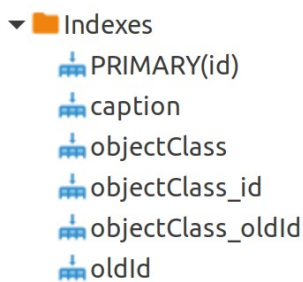 Indexes
PRIMARY(id)
caption
objectClass
objectClass_id
objectClass_oldId
oldId